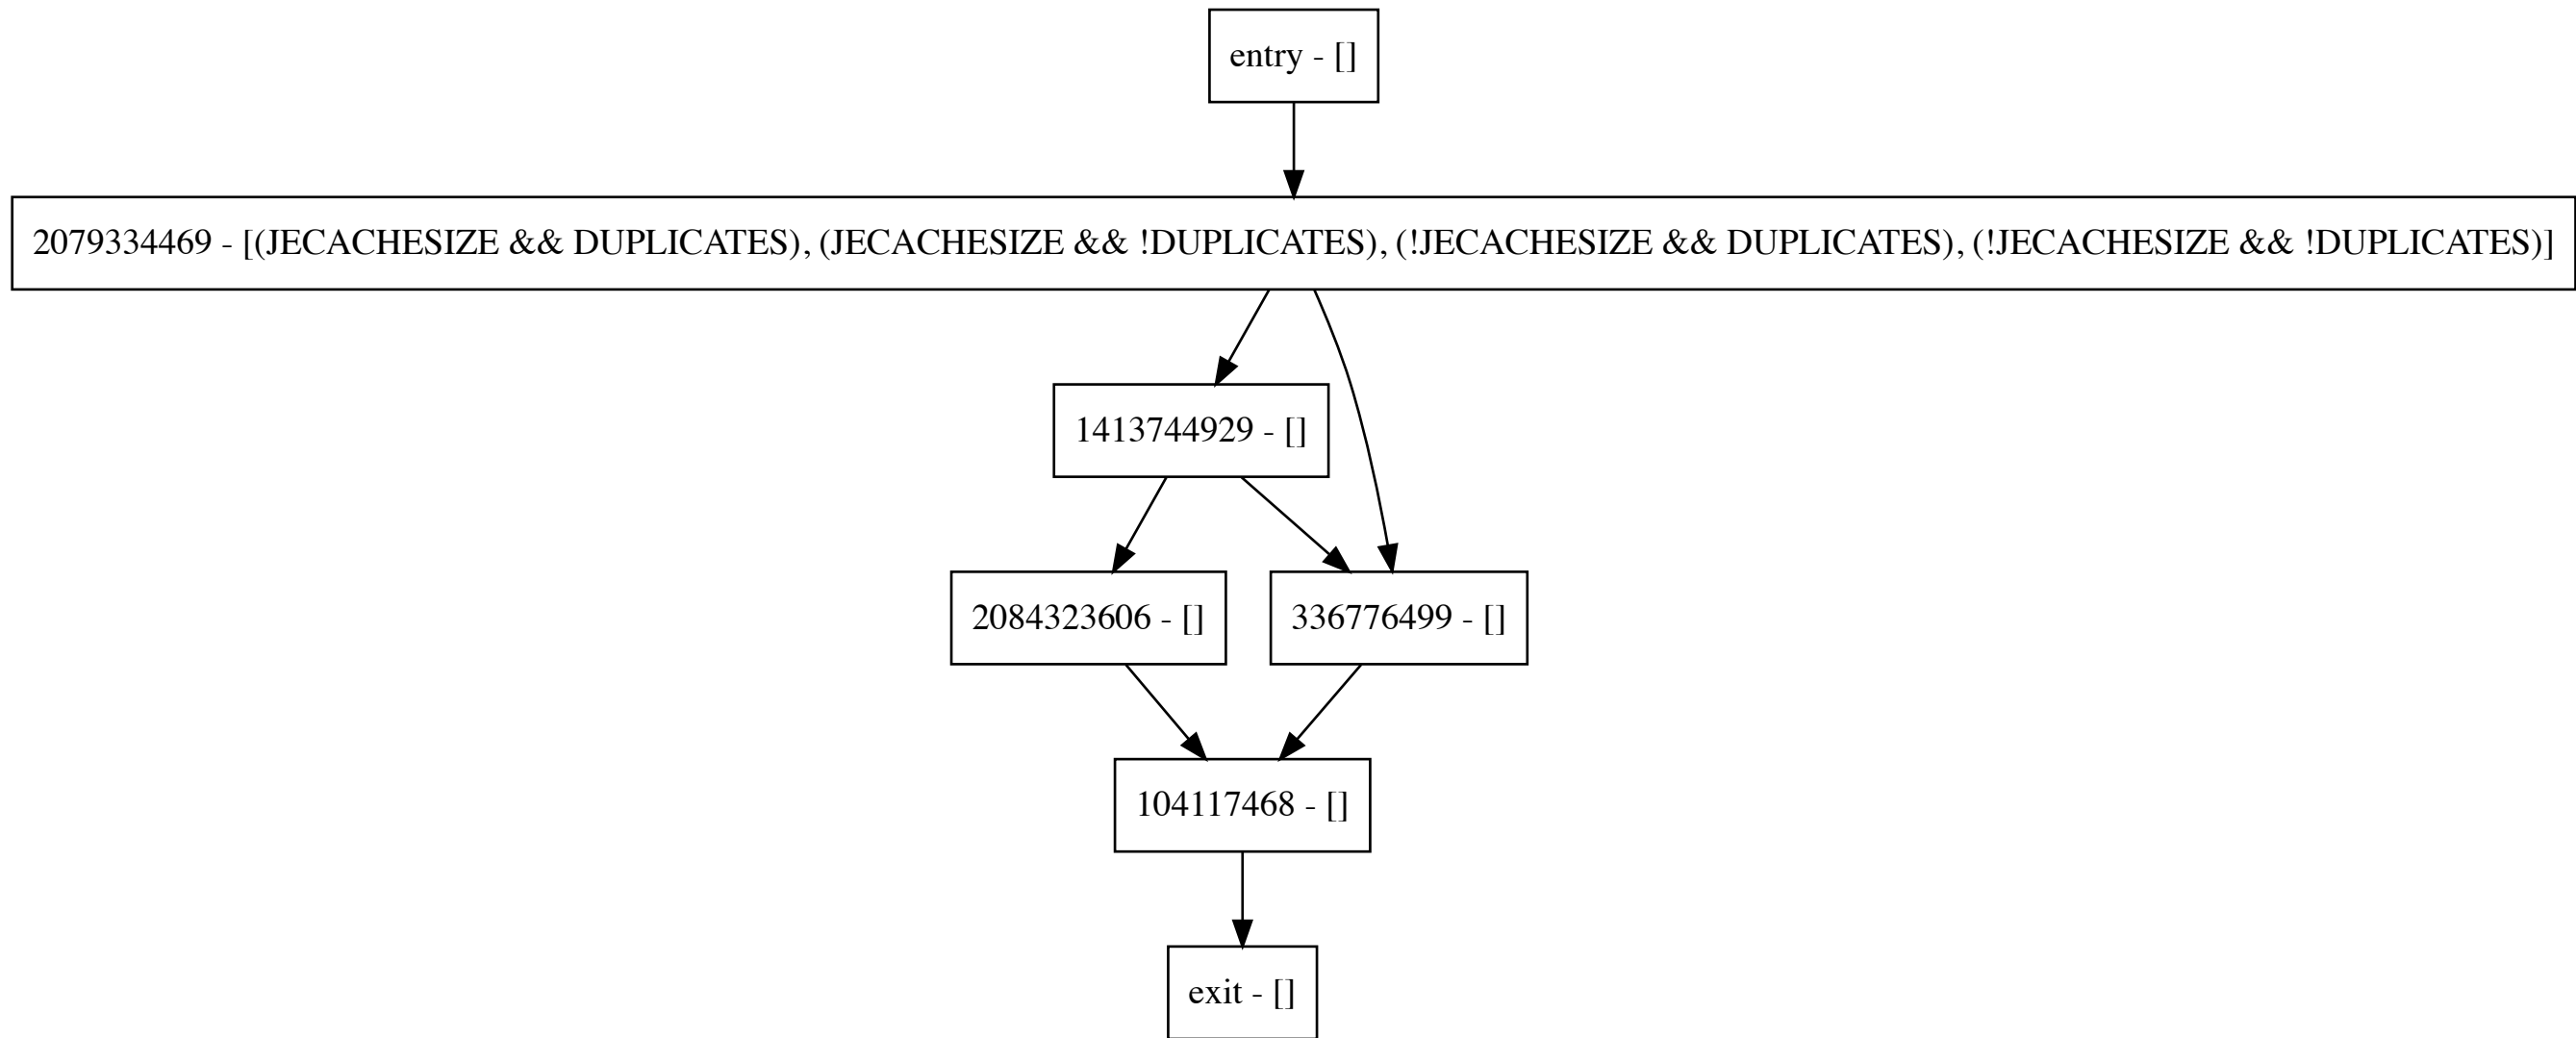 entry - []
2079334469 - [(JECACHESIZE && DUPLICATES), (JECACHESIZE && !DUPLICATES), (!JECACHESIZE && DUPLICATES), (!JECACHESIZE && !DUPLICATES)]
1413744929 - []
2084323606 - []
336776499 - []
104117468 - []
exit - []